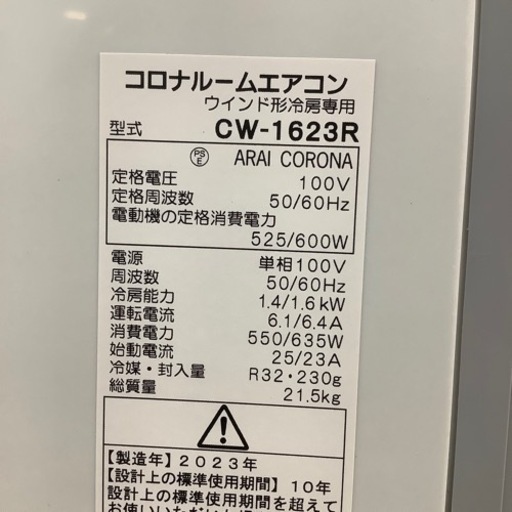 コロナルームエアコン
ウインド形冷房専用
型式 CW-1623R
PSE ARAI CORONA
定格電圧 100V
定格周波数 50/60Hz
電動機の定格消費電力
525/600W
電源 単相100V
周波数 50/60Hz
冷房能力 1.4/1.6kW
運転電流 6.1/6.4A
消費電力 550/635W
始動電流 25/23A
冷媒・封入量 R32・230g
総質量 21.5kg
【製造年】2023年
【設計上の標準使用期間】10年
設計上の標準使用期間を超えて